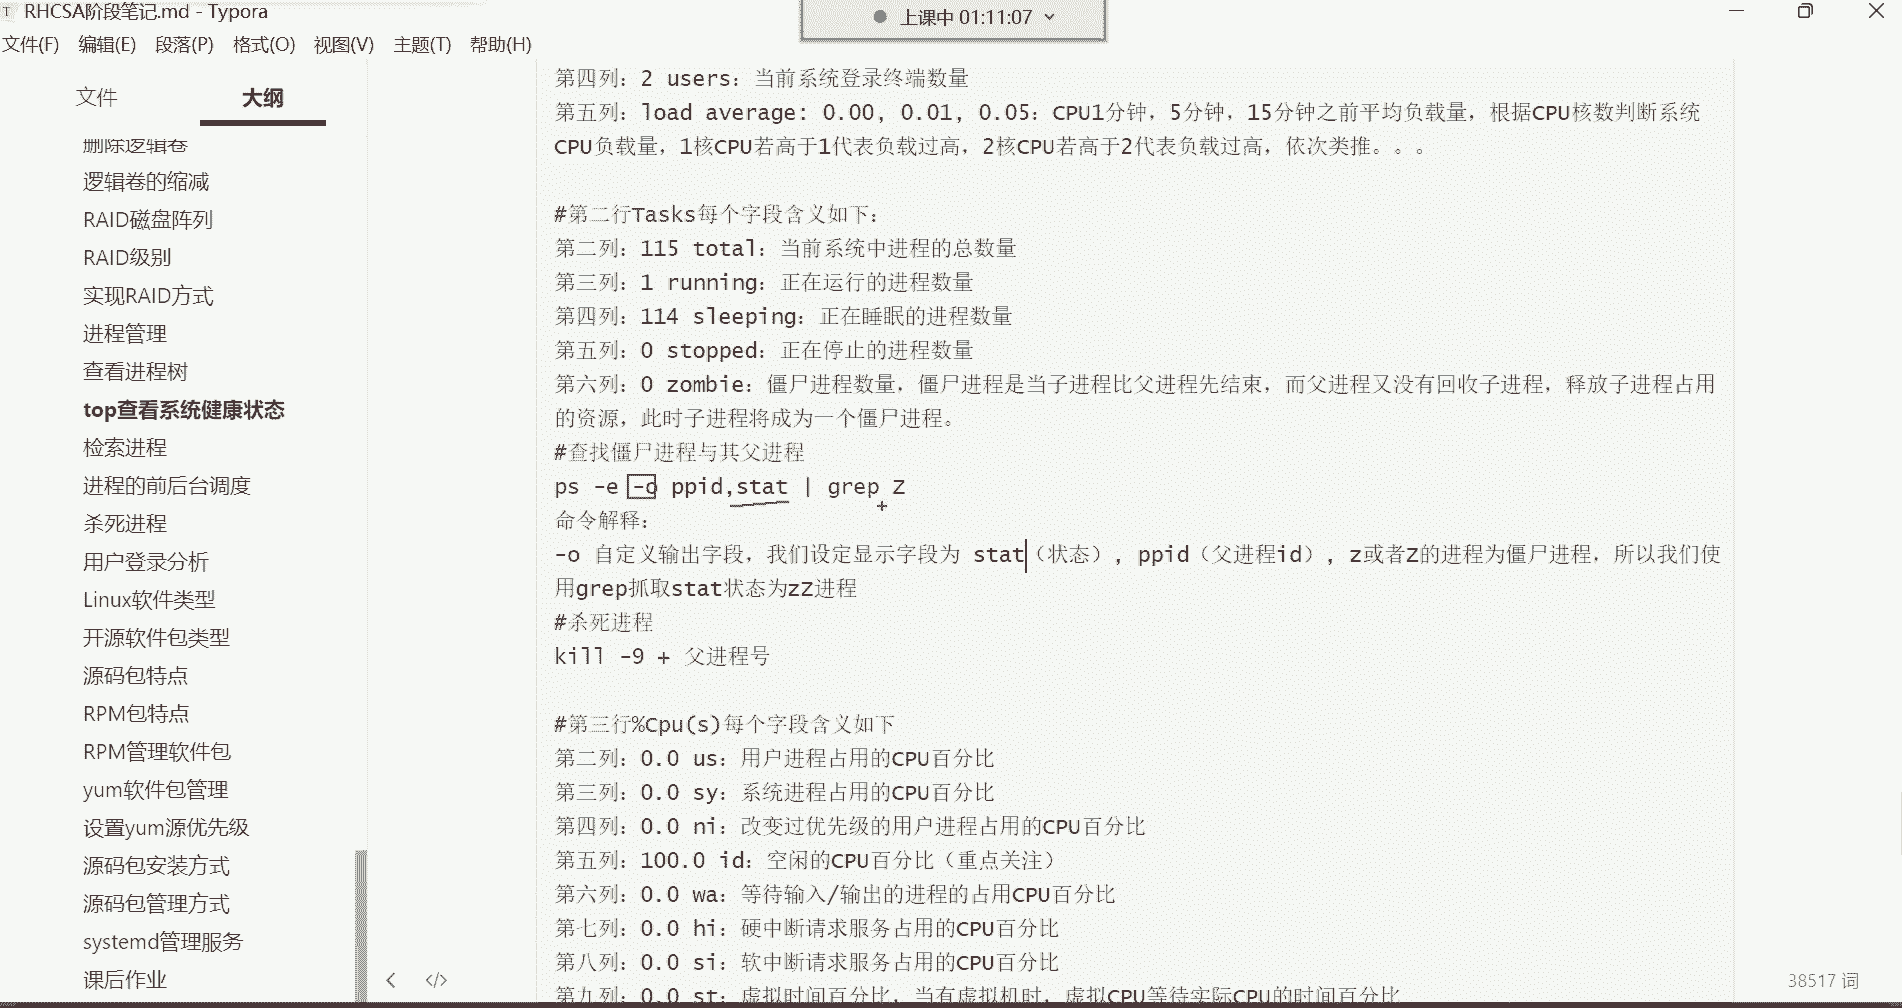 RHCSA阶段笔记.md - Typora
上课中 01:11:07
文件(F) 编辑(E) 段落(P) 格式(O) 视图(V) 主题(T) 帮助(H)
文件 大纲
删除逻辑卷
逻辑卷的缩减
RAID磁盘阵列
RAID级别
实现RAID方式
进程管理
查看进程树
top查看系统健康状态
检索进程
进程的前后台调度
杀死进程
用户登录分析
Linux软件类型
开源软件包类型
源码包特点
RPM包特点
RPM管理软件包
yum软件包管理
设置yum源优先级
源码包安装方式
源码包管理方式
systemd管理服务
课后作业
第四列：2 users：当前系统登录终端数量
第五列：load average: 0.00, 0.01, 0.05：CPU1分钟，5分钟，15分钟之前平均负载量，根据CPU核数判断系统
CPU负载量，1核CPU若高于1代表负载过高，2核CPU若高于2代表负载过高，依次类推。。。
#第二行Tasks每个字段含义如下：
第二列：115 total：当前系统中进程的总数量
第三列：1 running：正在运行的进程数量
第四列：114 sleeping：正在睡眠的进程数量
第五列：0 stopped：正在停止的进程数量
第六列：0 zombie：僵尸进程数量，僵尸进程是当子进程比父进程先结束，而父进程又没有回收子进程，释放子进程占用
的资源，此时子进程将成为一个僵尸进程。
#查找僵尸进程与其父进程
ps -e -o ppid,stat | grep Z
命令解释：
-o 自定义输出字段，我们设定显示字段为 stat（状态）, ppid（父进程id）, z或者Z的进程为僵尸进程，所以我们使
用grep抓取stat状态为zZ进程
#杀死进程
kill -9 + 父进程号
#第三行%Cpu(s)每个字段含义如下
第二列：0.0 us：用户进程占用的CPU百分比
第三列：0.0 sy：系统进程占用的CPU百分比
第四列：0.0 ni：改变过优先级的用户进程占用的CPU百分比
第五列：100.0 id：空闲的CPU百分比（重点关注）
第六列：0.0 wa：等待输入/输出的进程的占用CPU百分比
第七列：0.0 hi：硬中断请求服务占用的CPU百分比
第八列：0.0 si：软中断请求服务占用的CPU百分比
第九列：0.0 st：虚拟时间百分比，当有虚拟机时，虚拟CPU等待实际CPU的时间百分比
38517 词